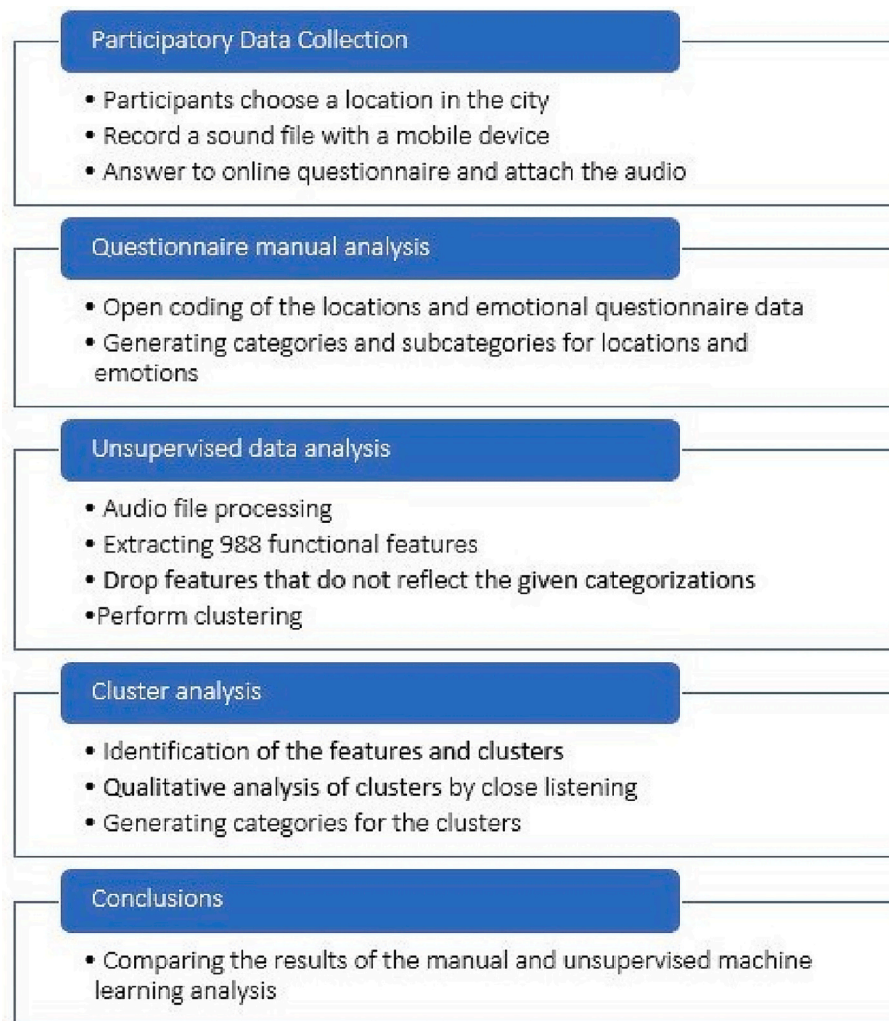 Participatory Data Collection
• Participants choose a location in the city
• Record a sound file with a mobile device
• Answer to online questionnaire and attach the audio
Questionnaire manual analysis
• Open coding of the locations and emotional questionnaire data
• Generating categories and subcategories for locations and
emotions
Unsupervised data analysis
• Audio file processing
• Extracting 988 functional features
• Drop features that do not reflect the given categorizations
•Perform clustering
Cluster analysis
• Identification of the features and clusters
• Qualitative analysis of clusters by close listening
• Generating categories for the clusters
Conclusions
• Comparing the results of the manual and unsupervised machine
learning analysis